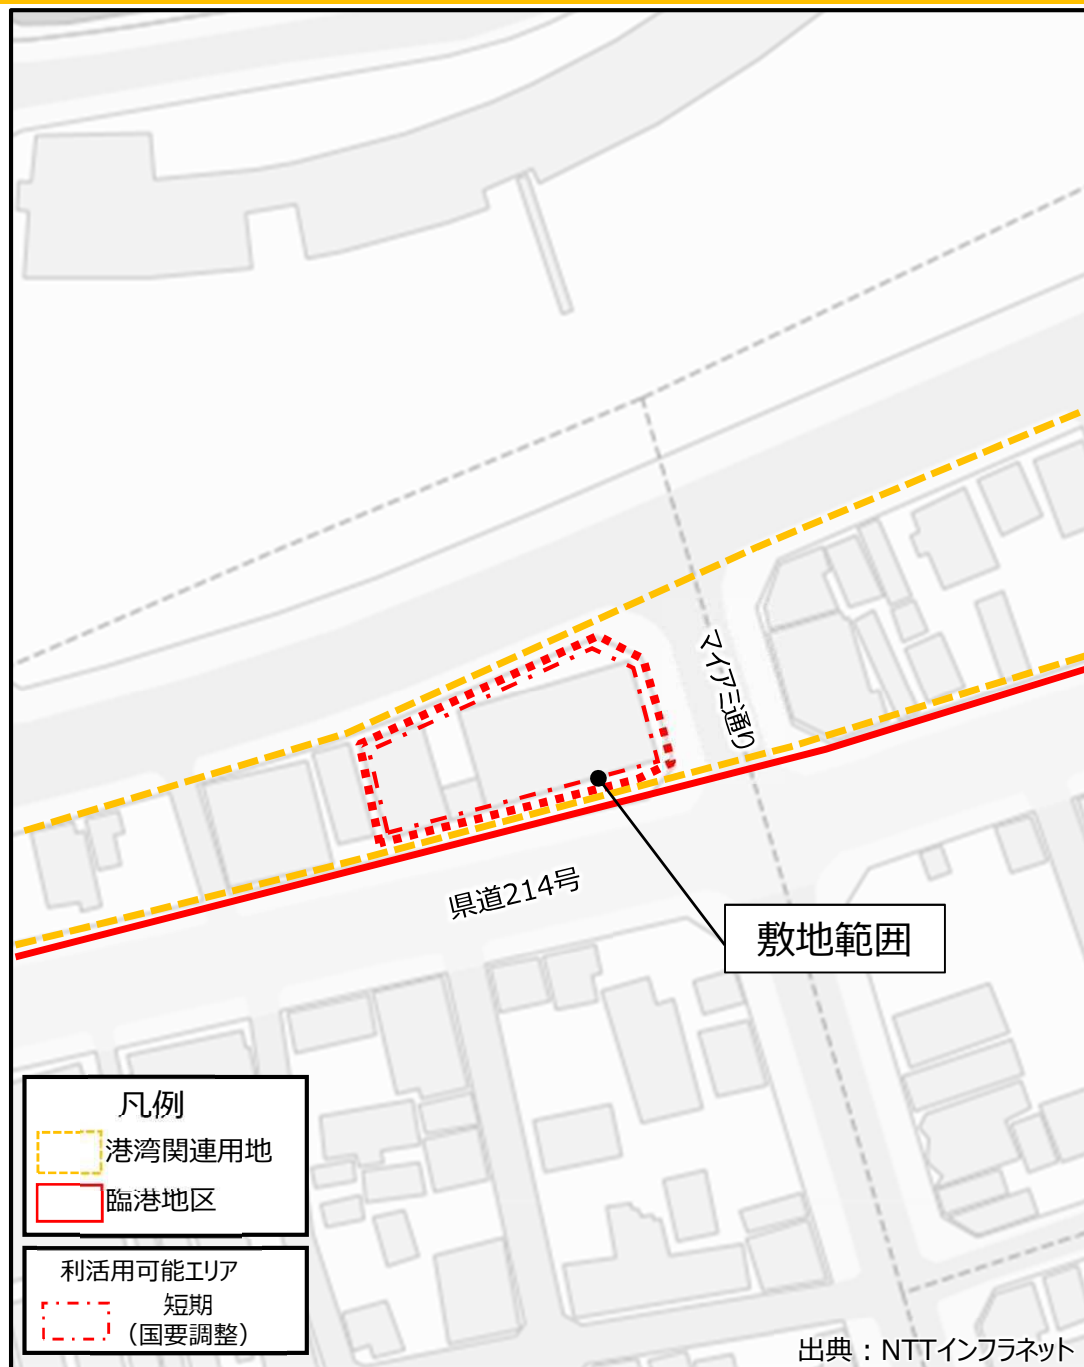 マイアミ通り
県道214号
敷地範囲
凡例
港湾関連用地
臨港地区
利活用可能エリア
短期
（国要調整）
出典：NTTインフラネット